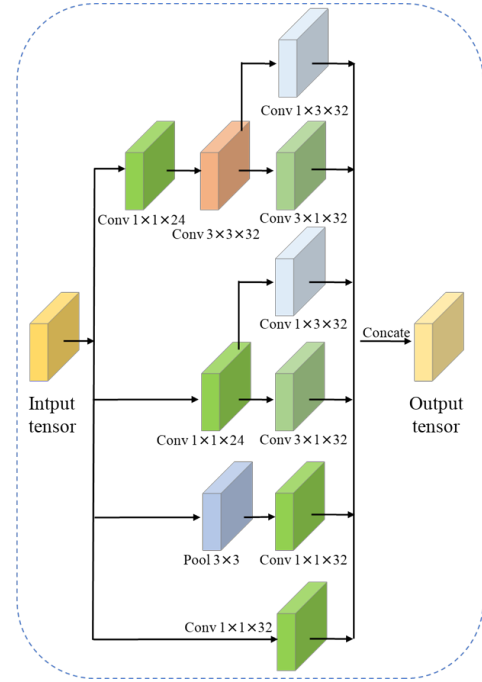 Conv 1×3×32
Conv 1×1×24
Conv 3×3×32
Conv 3×1×32
Conv 1×3×32
Concate
Intput
tensor
Output
tensor
Conv 1×1×24
Conv 3×1×32
Pool 3×3
Conv 1×1×32
Conv 1×1×32